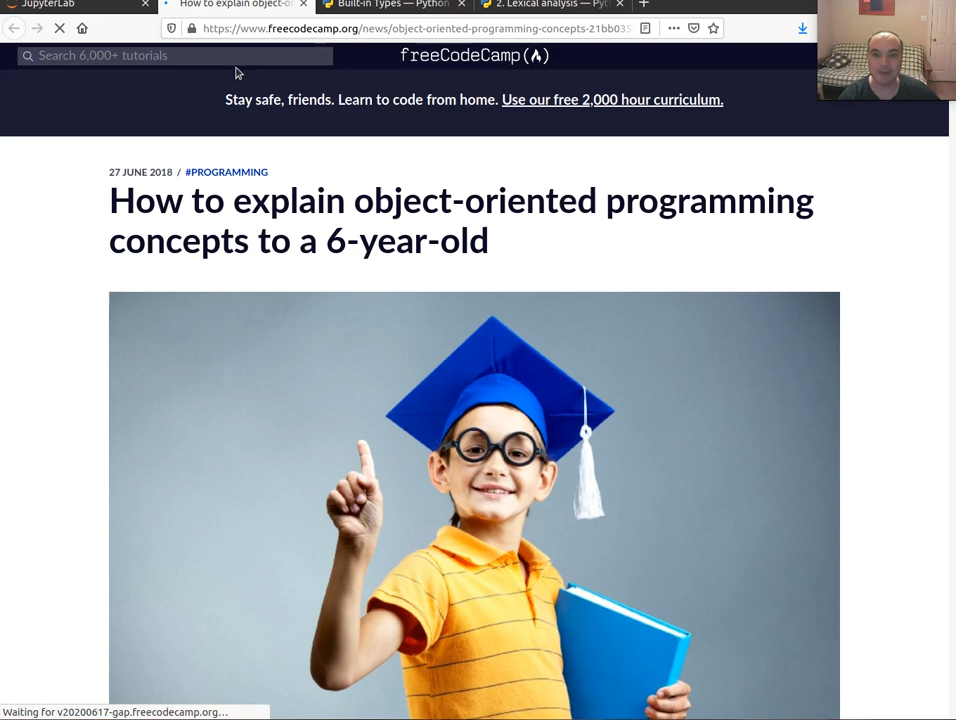 JupyterLab
How to explain object-o
Built-in Types — Python
2. Lexical analysis — Pyt
https://www.freecodecamp.org/news/object-oriented-programming-concepts-21bb035
Search 6,000+ tutorials
freeCodeCamp
Stay safe, friends. Learn to code from home. Use our free 2,000 hour curriculum.
27 JUNE 2018 / #PROGRAMMING
How to explain object-oriented programming
concepts to a 6-year-old
Waiting for v20200617-gap.freecodecamp.org…